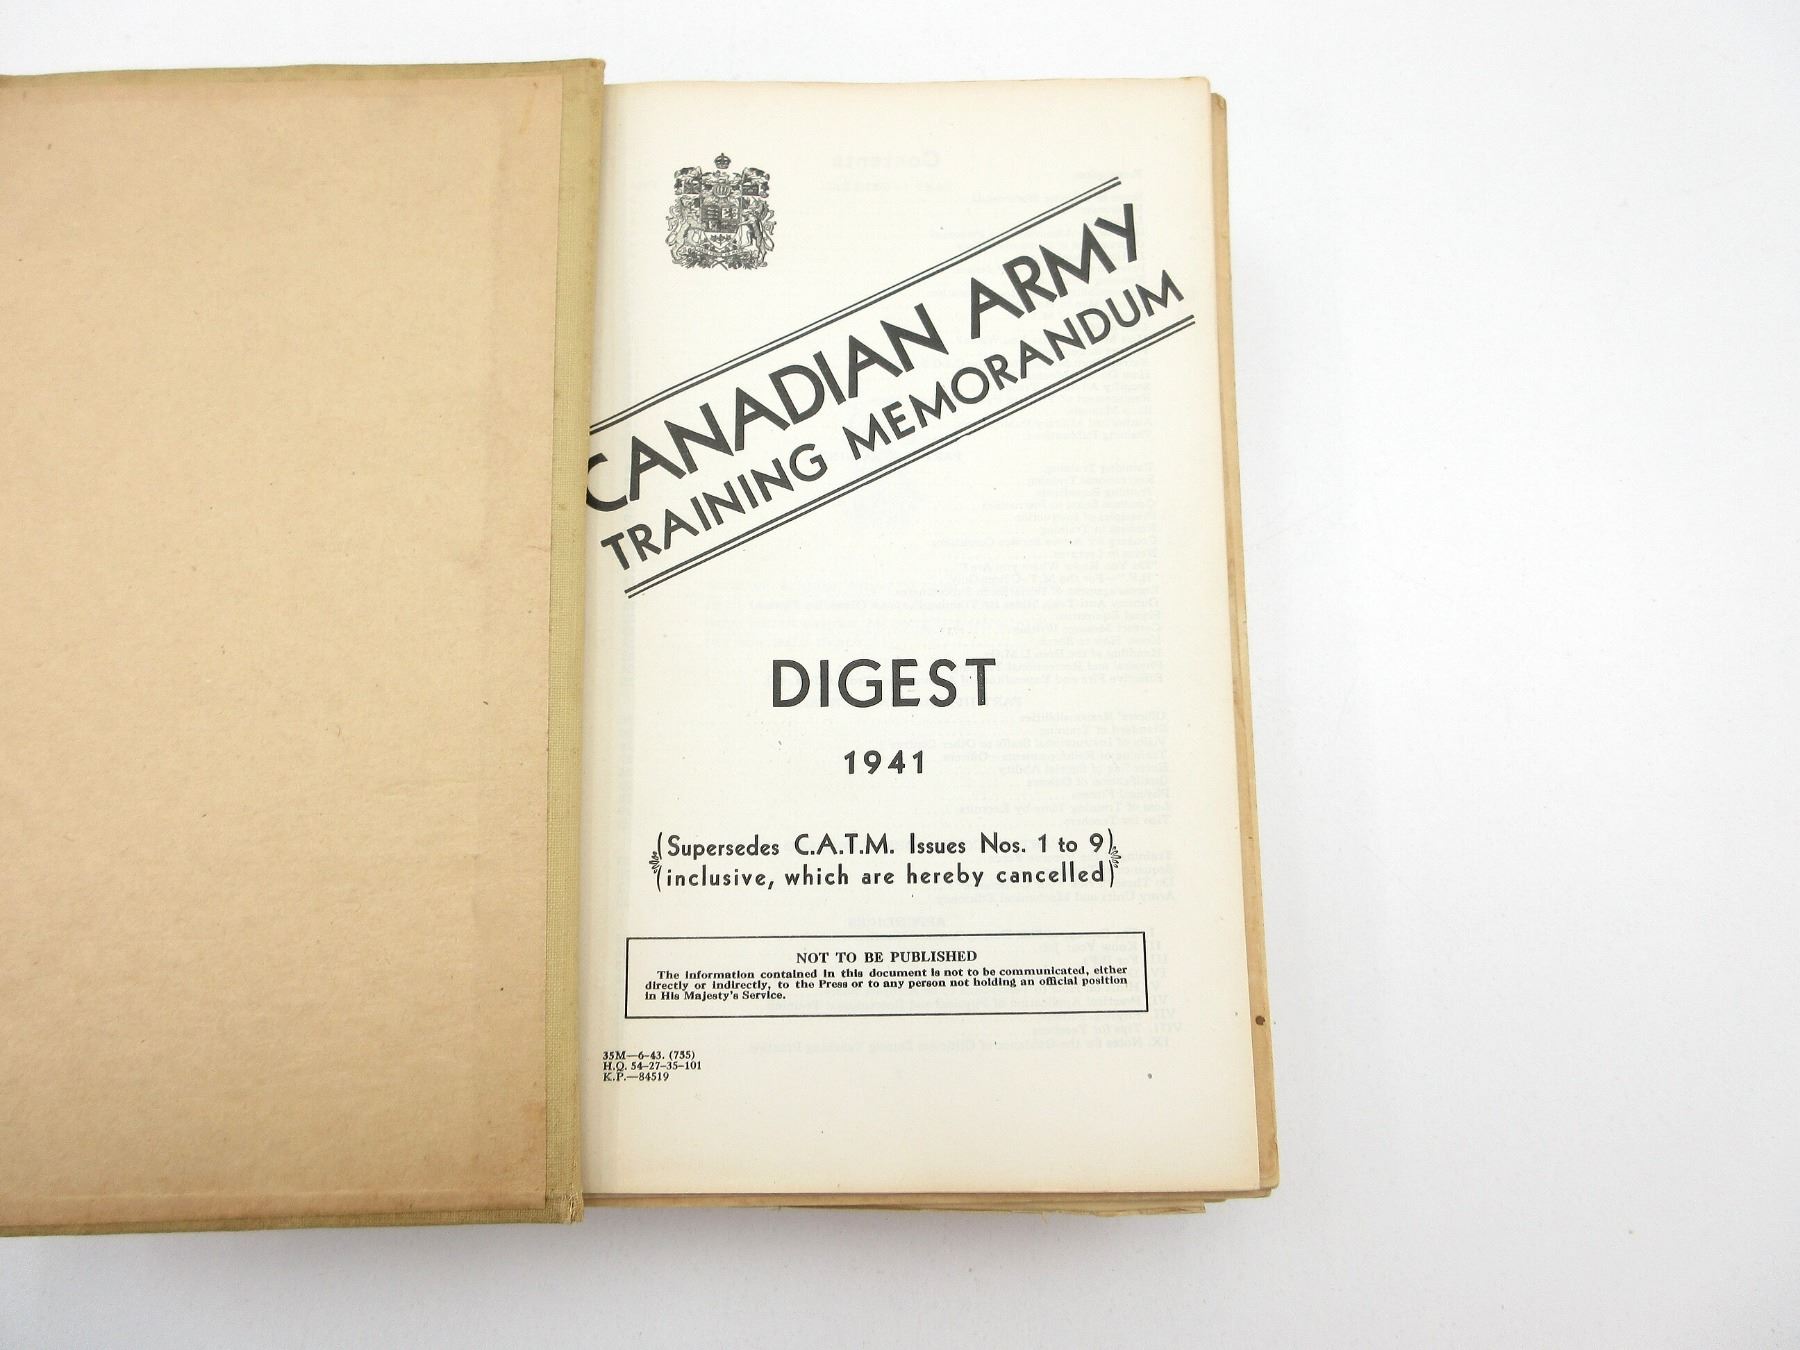 CANADIAN ARMY
TRAINING MEMORANDUM
DIGEST
1941
(Supersedes C.A.T.M. Issues Nos. 1 to 9)
(inclusive, which are hereby cancelled)
NOT TO BE PUBLISHED
The information contained in this document is not to be communicated, either
directly or indirectly, to the Press or to any person not holding an official position
in His Majesty's Service.
35M—6-43. (735)
H.Q. 54-27-35-101
K.P.—84519